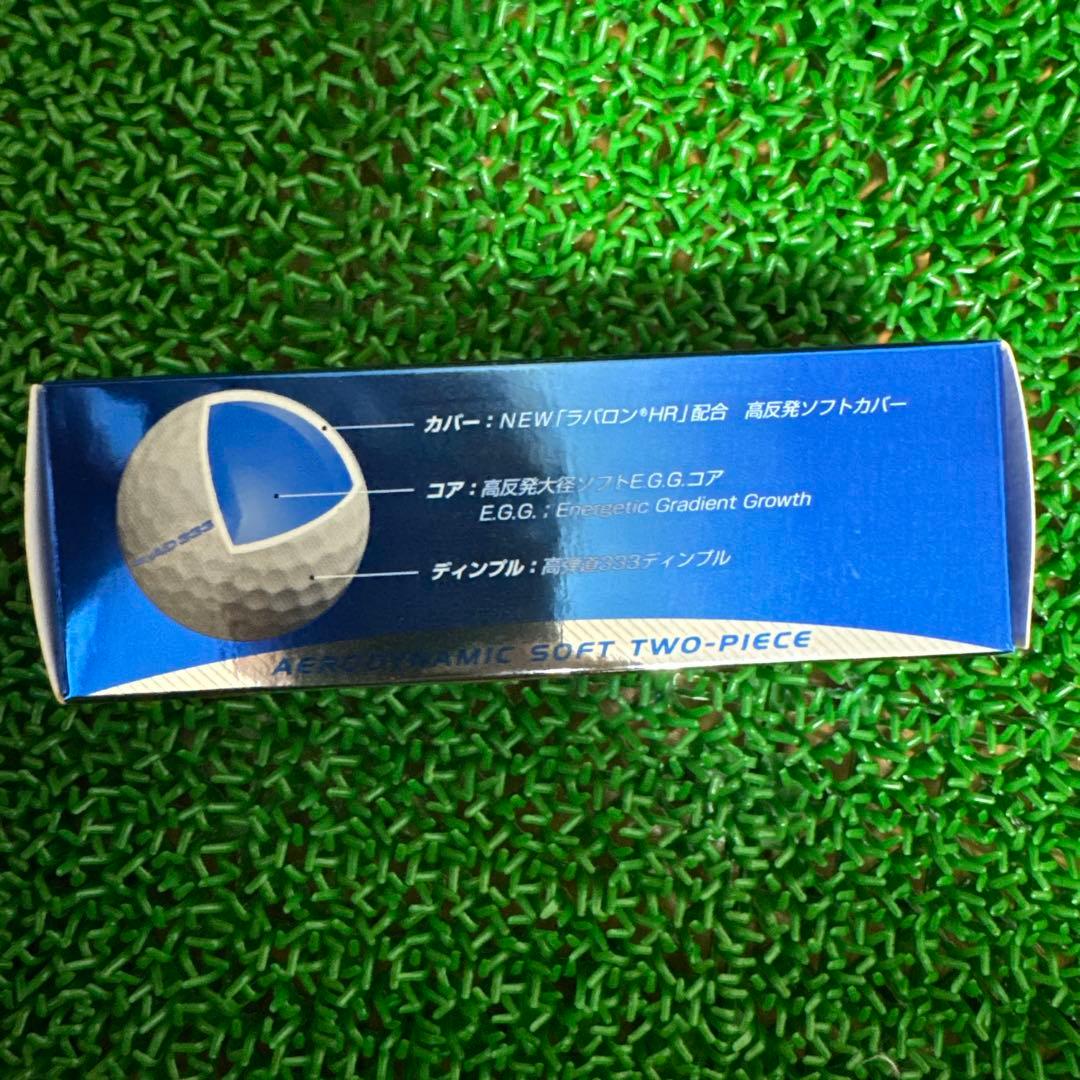 カバー：NEW「ラバロン®HR」配合　高反発ソフトカバー
コア：高反発大径ソフトE.G.G.コア
E.G.G.：Energetic Gradient Growth
AD333
ディンプル：高弾道333ディンプル
AERODYNAMIC SOFT TWO-PIECE